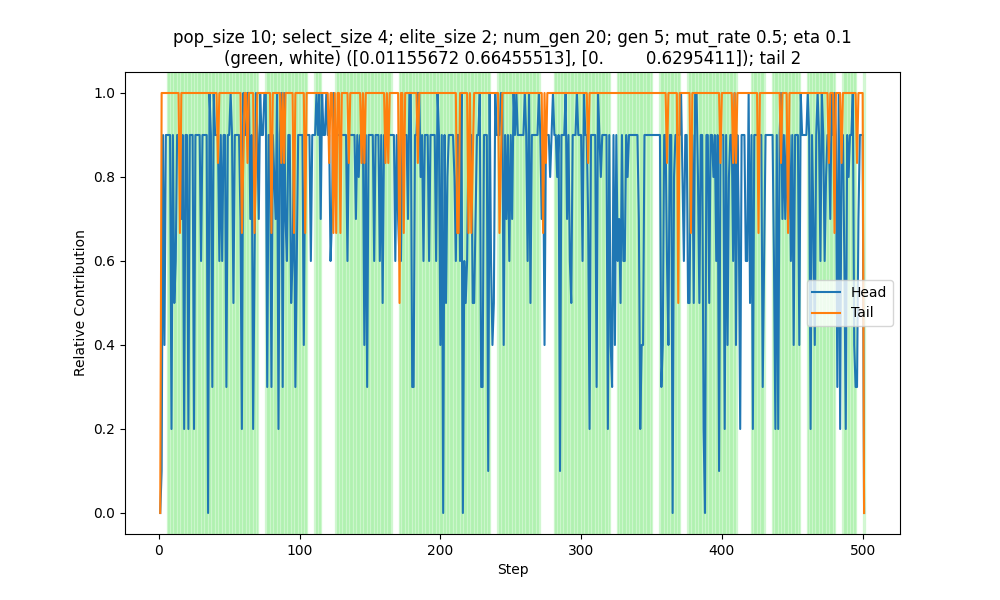 pop_size 10; select_size 4; elite_size 2; num_gen 20; gen 5; mut_rate 0.5; eta 0.1
(green, white) ([0.01155672 0.66455513], [0.         0.6295411]); tail 2
1.0
0.8
0.6
0.4
0.2
0.0
Relative Contribution
Head
Tail
0
100
200
300
400
500
Step